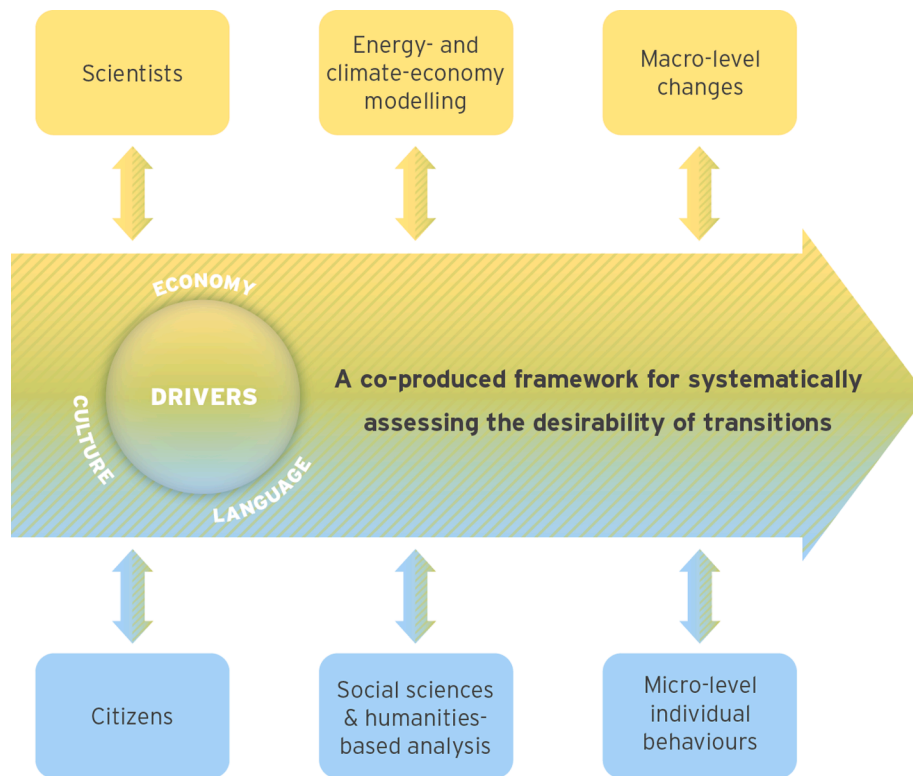 Scientists
Energy- and
climate-economy
modelling
Macro-level
changes
ECONOMY
CULTURE
LANGUAGE
DRIVERS
A co-produced framework for systematically
assessing the desirability of transitions
Citizens
Social sciences
& humanities-
based analysis
Micro-level
individual
behaviours